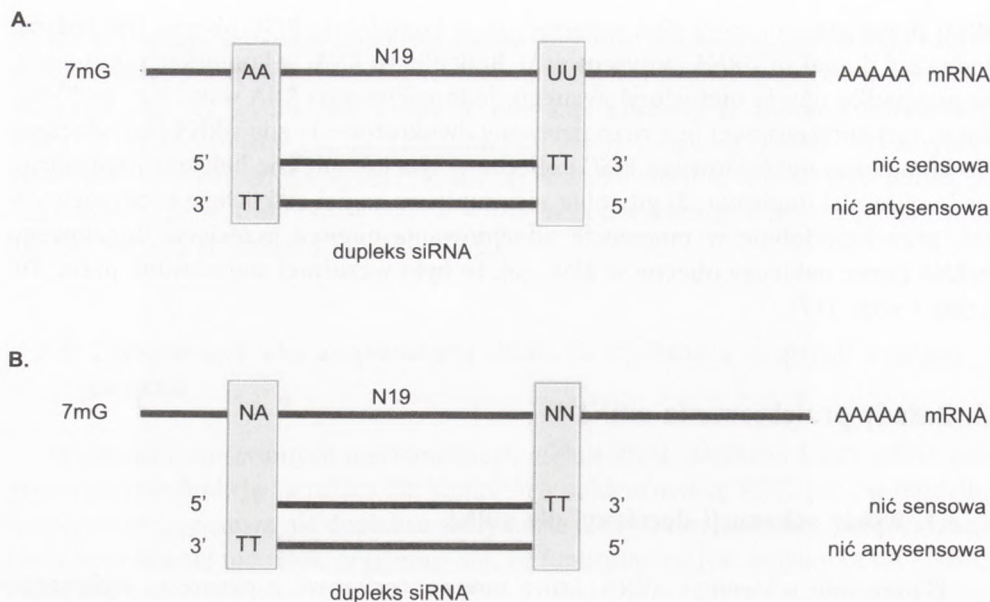 A.
7mG AA N19 UU AAAAA mRNA
5' TT 3' nić sensowa
3' TT 5' nić antysensowa
dupleks siRNA
B.
7mG NA N19 NN AAAAA mRNA
5' TT 3' nić sensowa
3' TT 5' nić antysensowa
dupleks siRNA